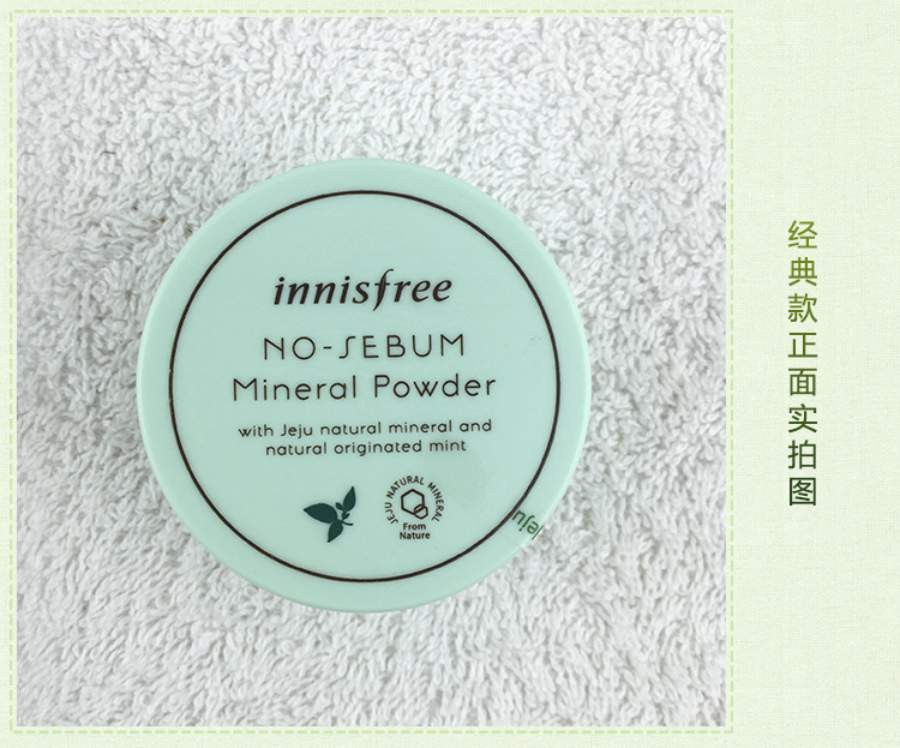 innisfree
NO-SEBUM
Mineral Powder
with Jeju natural mineral and
natural originated mint
JEJU NATURAL MINERAL
From
Nature
Jeju
经典款正面实拍图